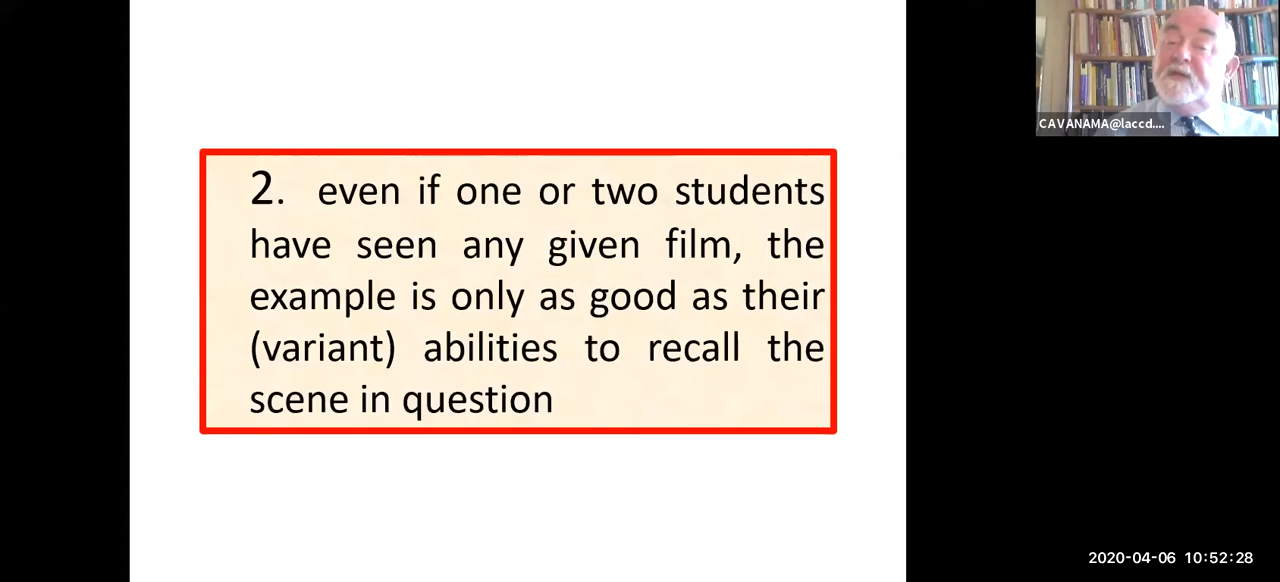 2. even if one or two students
have seen any given film, the
example is only as good as their
(variant) abilities to recall the
scene in question
CAVANAMA@laccd....
2020-04-06 10:52:28